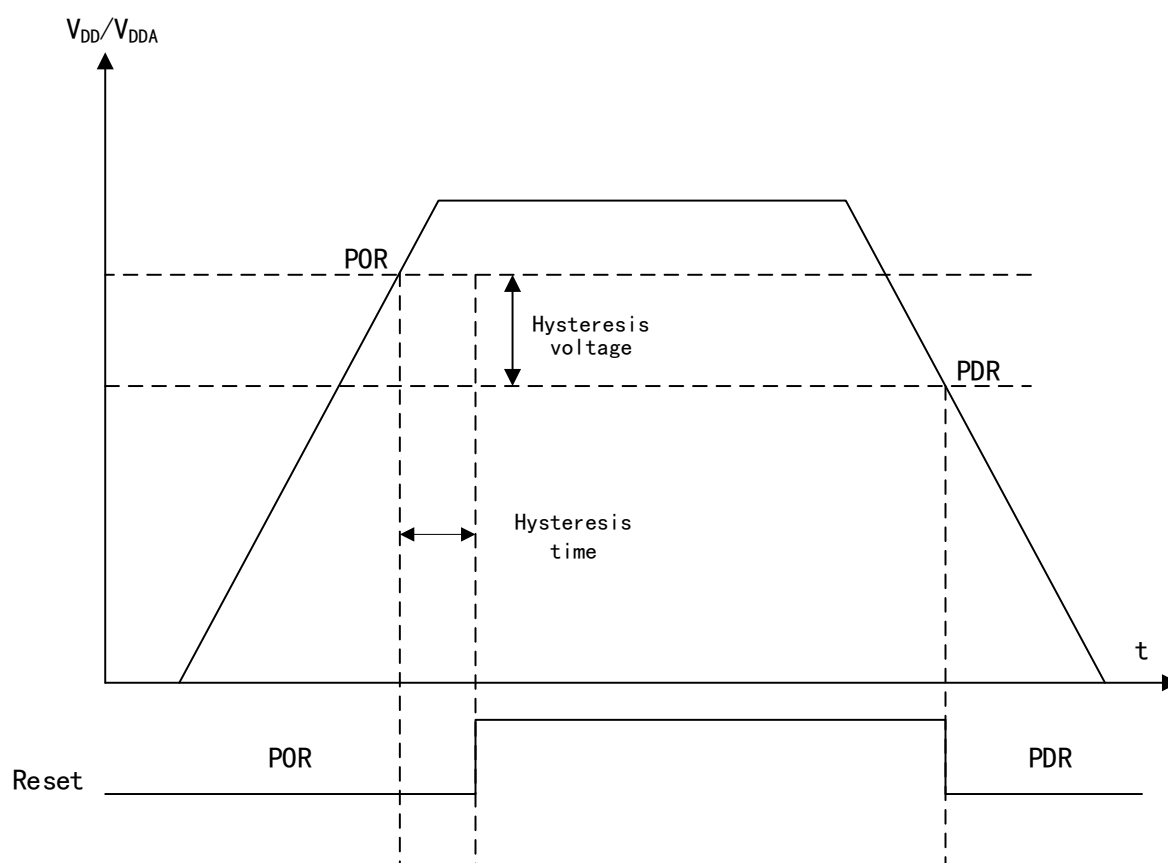 VDD/VDDA
POR
Hysteresis
voltage
PDR
Hysteresis
time
t
POR
PDR
Reset